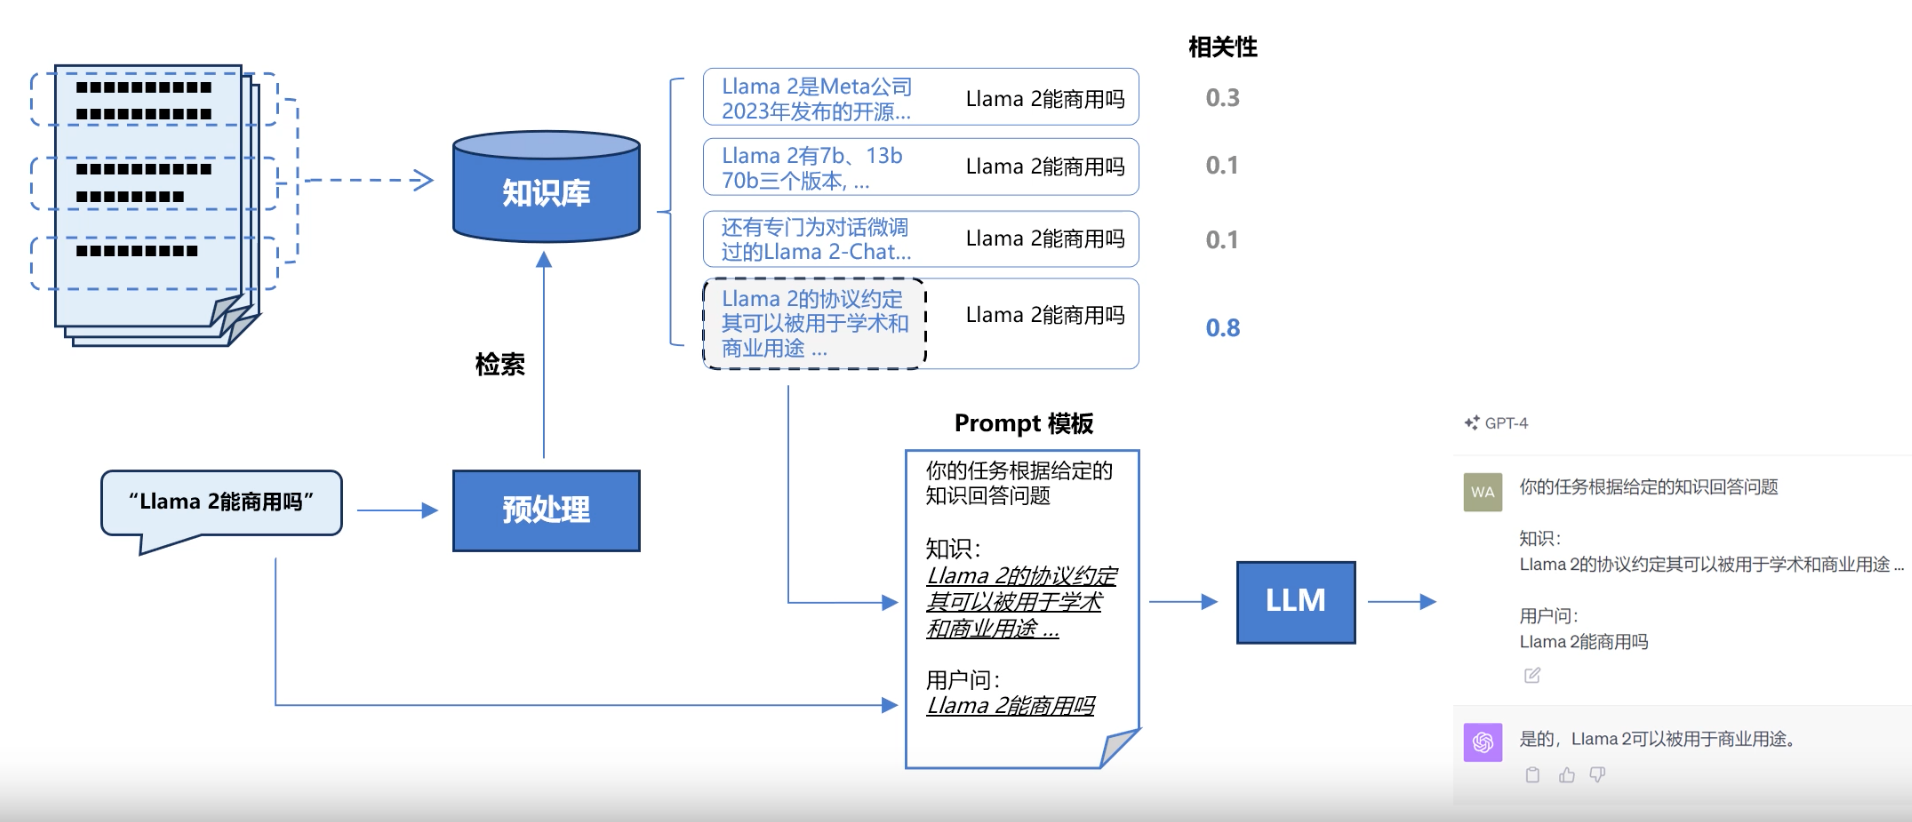 相关性
Llama 2是Meta公司
2023年发布的开源...
Llama 2能商用吗
0.3
Llama 2有7b、13b
70b三个版本, ...
Llama 2能商用吗
0.1
还有专门为对话微调
过的Llama 2-Chat...
Llama 2能商用吗
0.1
Llama 2的协议约定
其可以被用于学术和
商业用途 ...
Llama 2能商用吗
0.8
知识库
检索
“Llama 2能商用吗”
预处理
Prompt 模板
你的任务根据给定的
知识回答问题
知识：
Llama 2的协议约定
其可以被用于学术
和商业用途 ...
用户问：
Llama 2能商用吗
LLM
GPT-4
WA
你的任务根据给定的知识回答问题
知识：
Llama 2的协议约定其可以被用于学术和商业用途 ...
用户问：
Llama 2能商用吗
是的，Llama 2可以被用于商业用途。